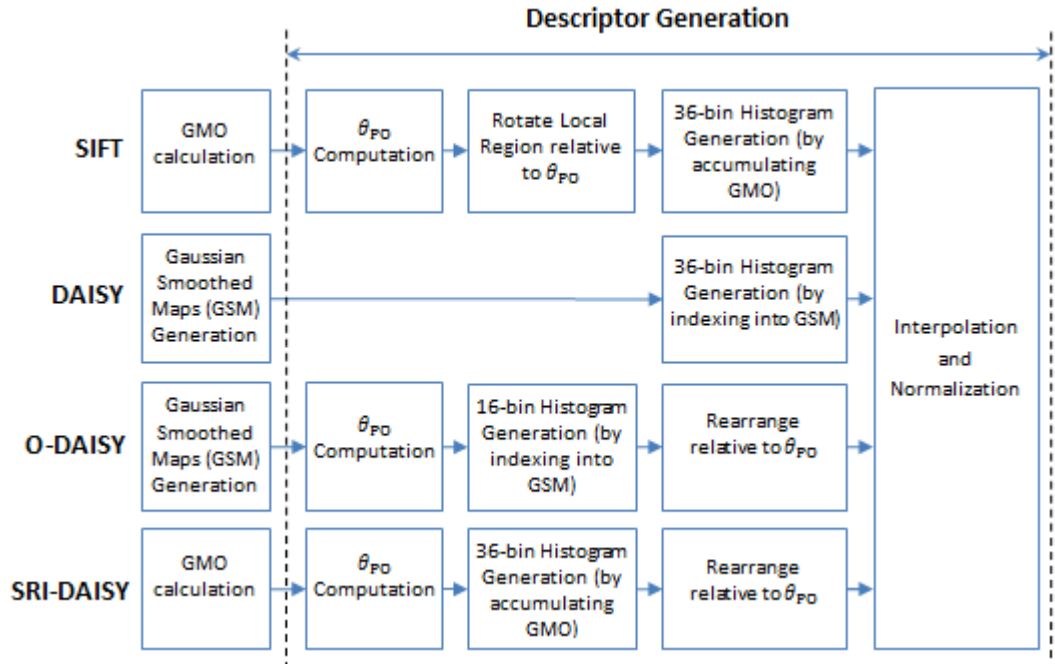 Descriptor Generation
SIFT
GMO
calculation
θPO
Computation
Rotate Local
Region relative
to θPO
36-bin Histogram
Generation (by
accumulating
GMO)
DAISY
Gaussian
Smoothed
Maps (GSM)
Generation
36-bin Histogram
Generation (by
indexing into GSM)
Interpolation
and
Normalization
O-DAISY
Gaussian
Smoothed
Maps (GSM)
Generation
θPO
Computation
16-bin Histogram
Generation (by
indexing into
GSM)
Rearrange
relative to θPO
SRI-DAISY
GMO
calculation
θPO
Computation
36-bin Histogram
Generation (by
accumulating
GMO)
Rearrange
relative to θPO